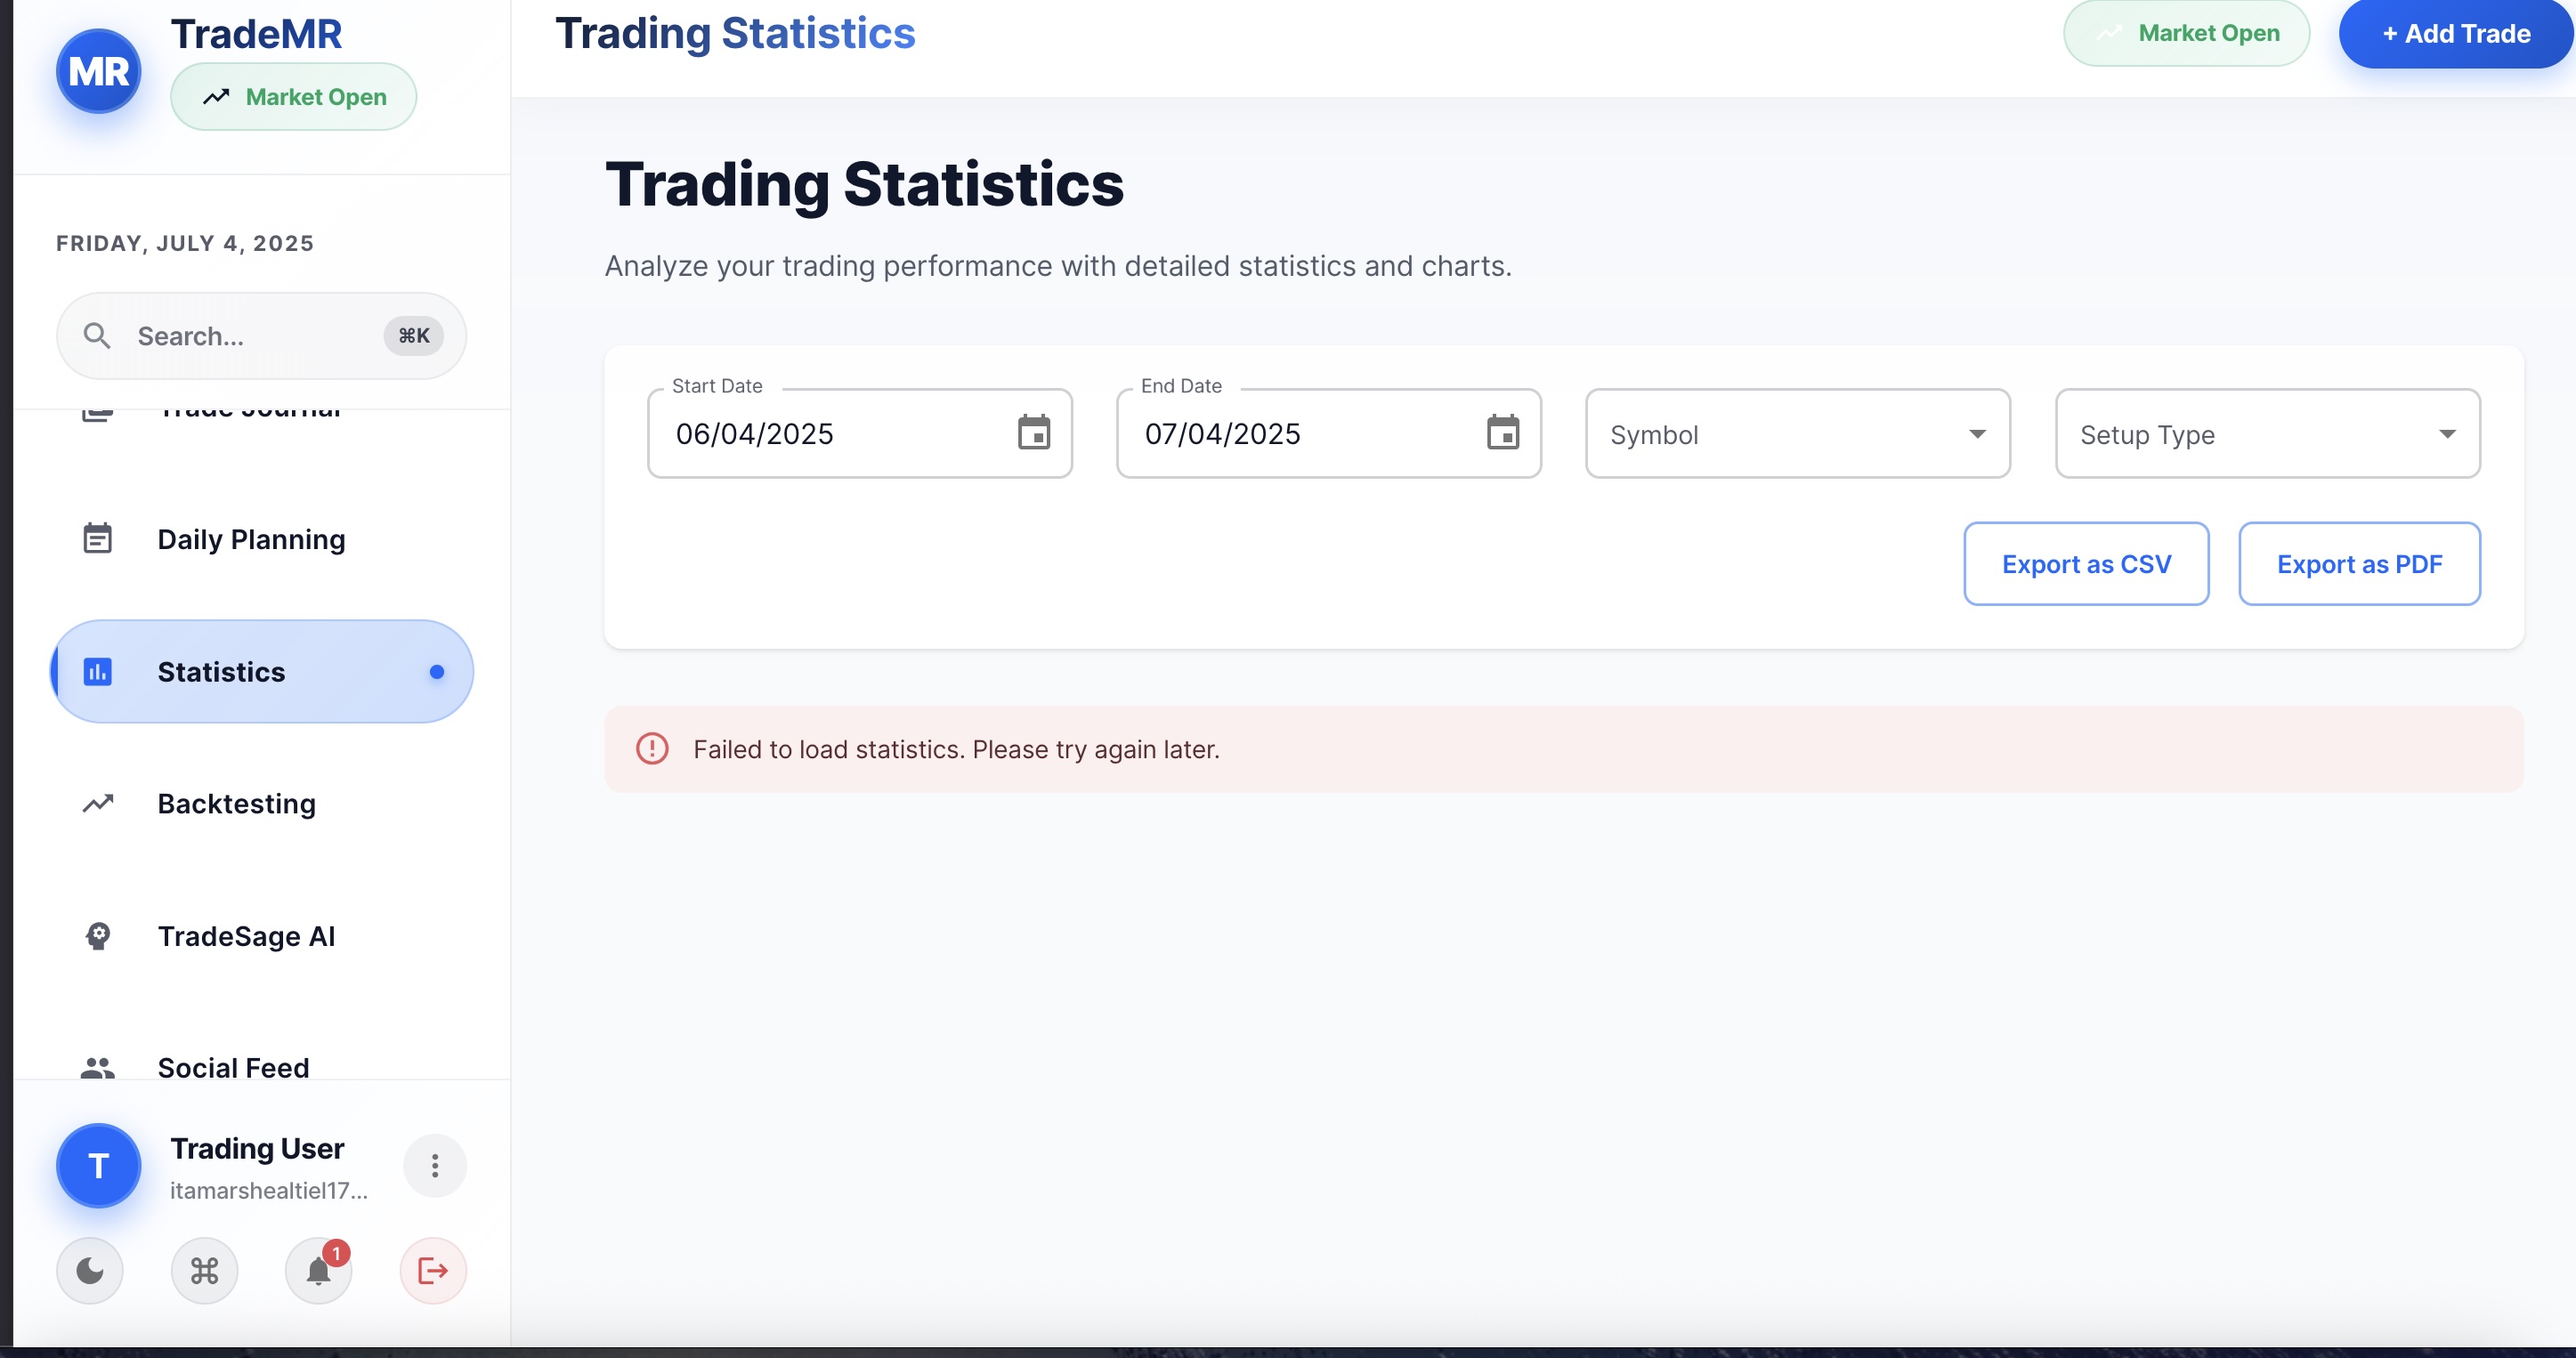 MR
TradeMR
Market Open
FRIDAY, JULY 4, 2025
Search...
⌘K
Trade Journal
Daily Planning
Statistics
Backtesting
TradeSage AI
Social Feed
T
Trading User
itamarshealtiel17...
1
Trading Statistics
Market Open
+ Add Trade
Trading Statistics
Analyze your trading performance with detailed statistics and charts.
Start Date
06/04/2025
End Date
07/04/2025
Symbol
Setup Type
Export as CSV
Export as PDF
Failed to load statistics. Please try again later.